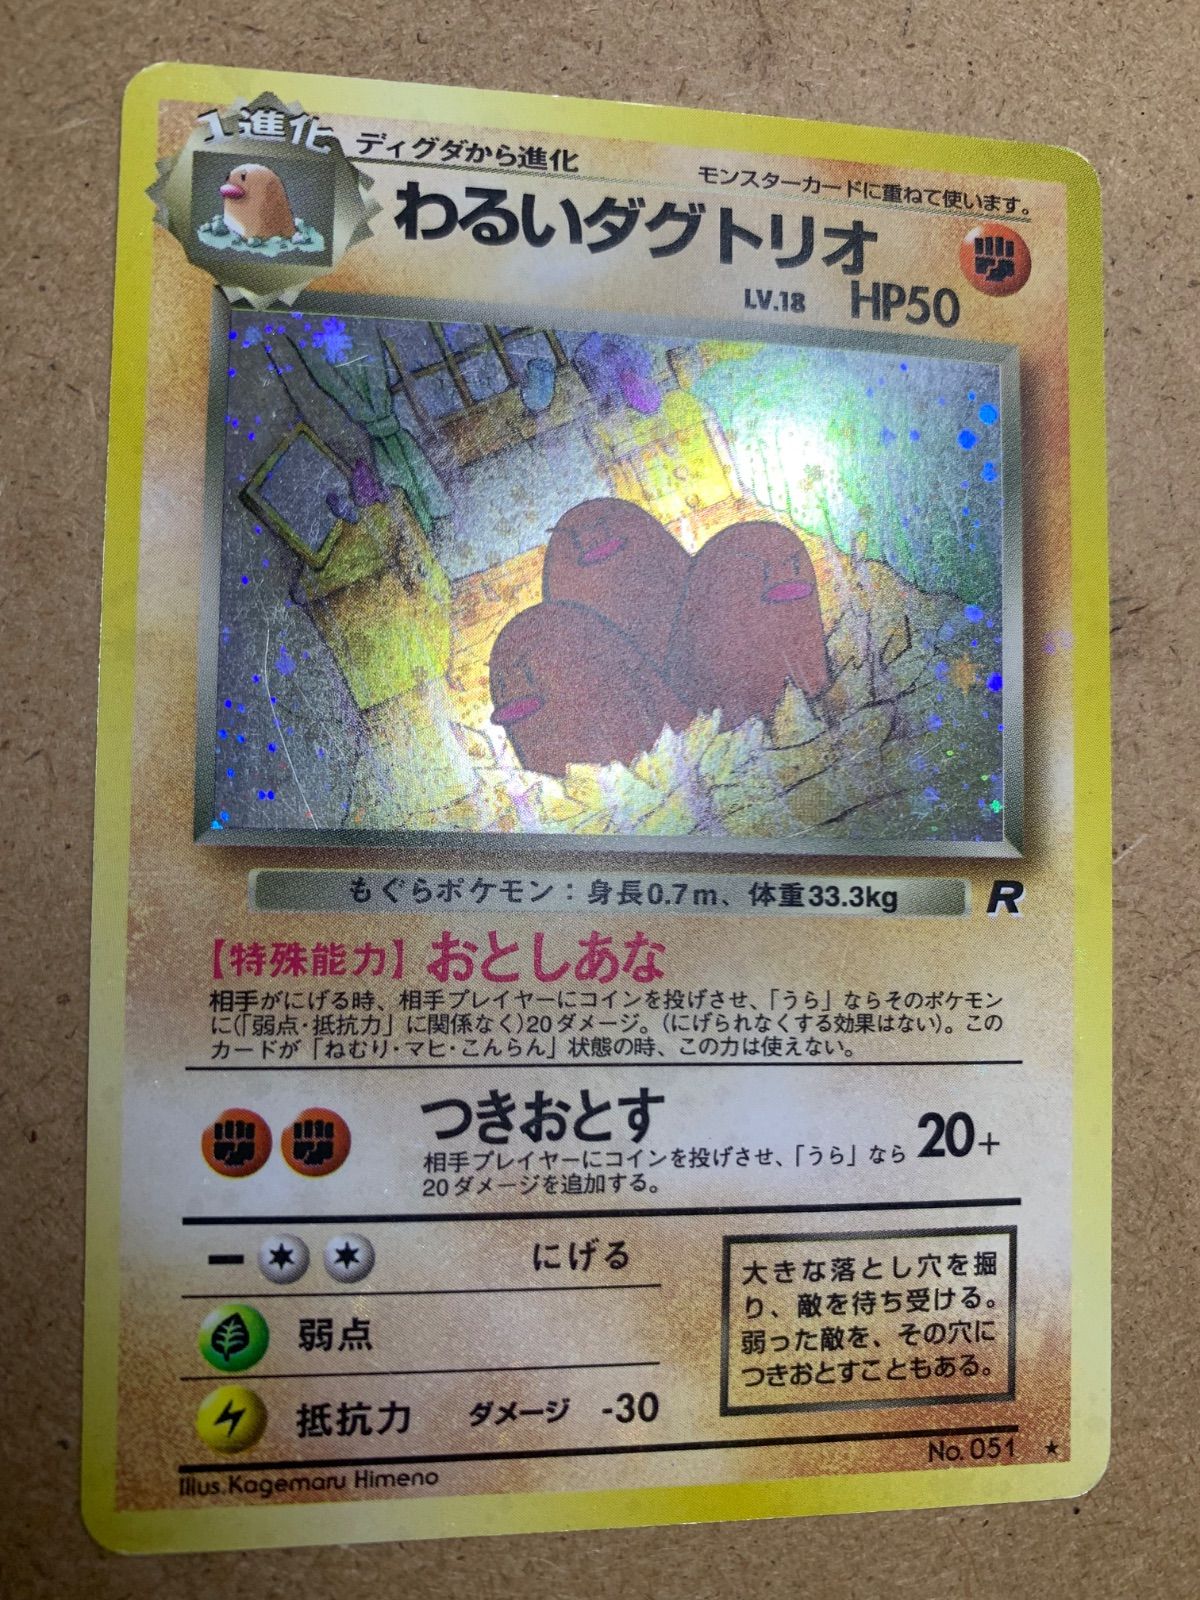 1進化
ディグダから進化
モンスターカードに重ねて使います。
わるいダグトリオ
LV.18 HP50
もぐらポケモン：身長0.7m、体重33.3kg
R
【特殊能力】おとしあな
相手がにげる時、相手プレイヤーにコインを投げさせ、「うら」ならそのポケモン
に(「弱点・抵抗力」に関係なく)20ダメージ。(にげられなくする効果はない)。この
カードが「ねむり・マヒ・こんらん」状態の時、この力は使えない。
つきおとす
20+
相手プレイヤーにコインを投げさせ、「うら」なら
20ダメージを追加する。
ー にげる
弱点
抵抗力 ダメージ -30
大きな落とし穴を掘
り、敵を待ち受ける。
弱った敵を、その穴に
つきおとすこともある。
Illus.Kagemaru Himeno
No.051 ★